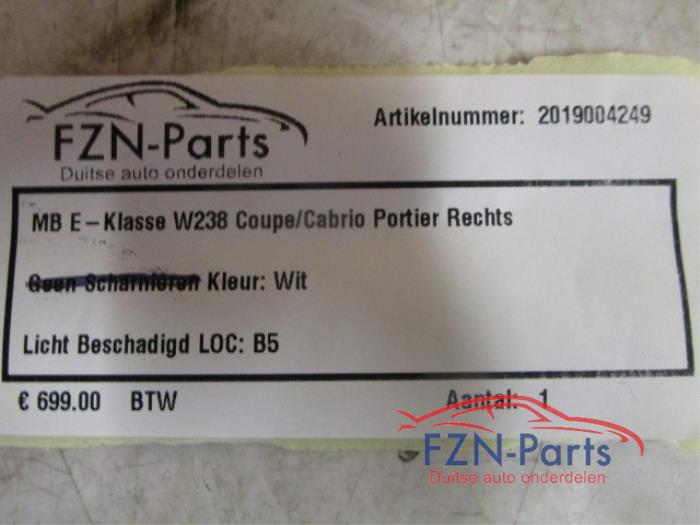 FZN-Parts
Duitse auto onderdelen
Artikelnummer: 2019004249
MB E-Klasse W238 Coupe/Cabrio Portier Rechts
Geen Scharnieren Kleur: Wit
Licht Beschadigd LOC: B5
€ 699.00 BTW Aantal: 1
FZN-Parts
Duitse auto onderdelen